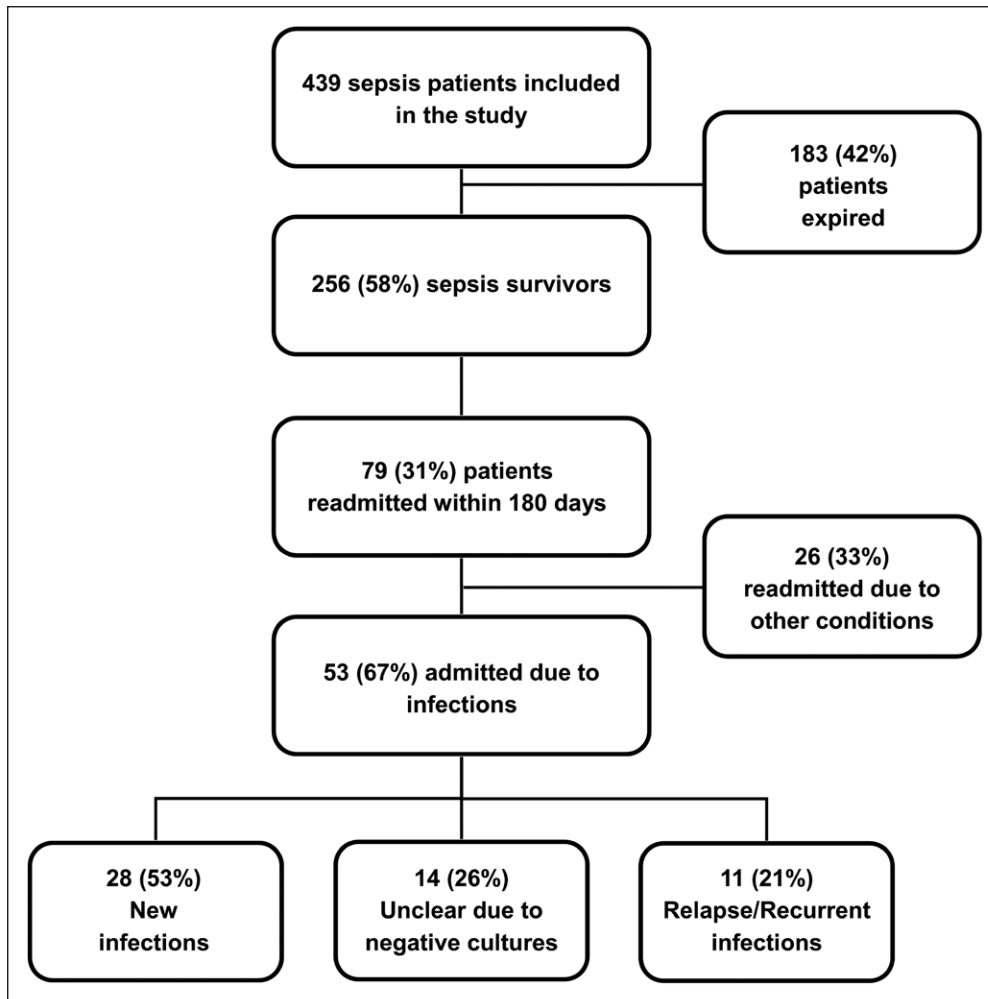 439 sepsis patients included
in the study
183 (42%)
patients
expired
256 (58%) sepsis survivors
79 (31%) patients
readmitted within 180 days
26 (33%)
readmitted due to
other conditions
53 (67%) admitted due to
infections
28 (53%)
New
infections
14 (26%)
Unclear due to
negative cultures
11 (21%)
Relapse/Recurrent
infections